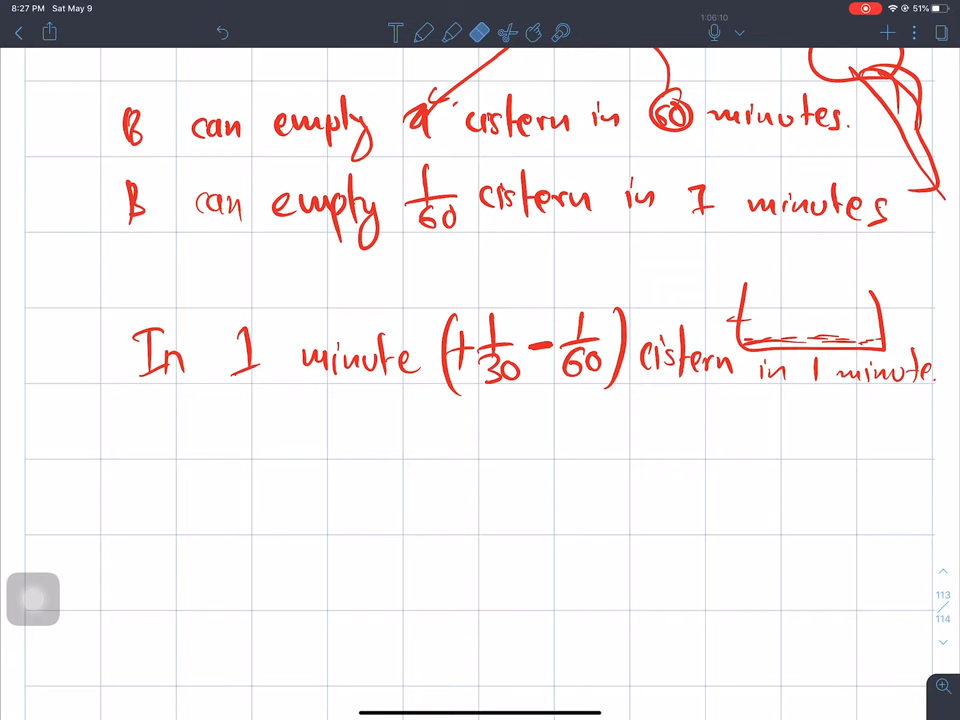 8:27 PM Sat May 9
51%
1:06:10
B can empty a cistern in 60 minutes.
B can empty 1/60 cistern in 1 minutes
In 1 minute (+1/30 - 1/60) cistern in 1 minute.
113
/
114